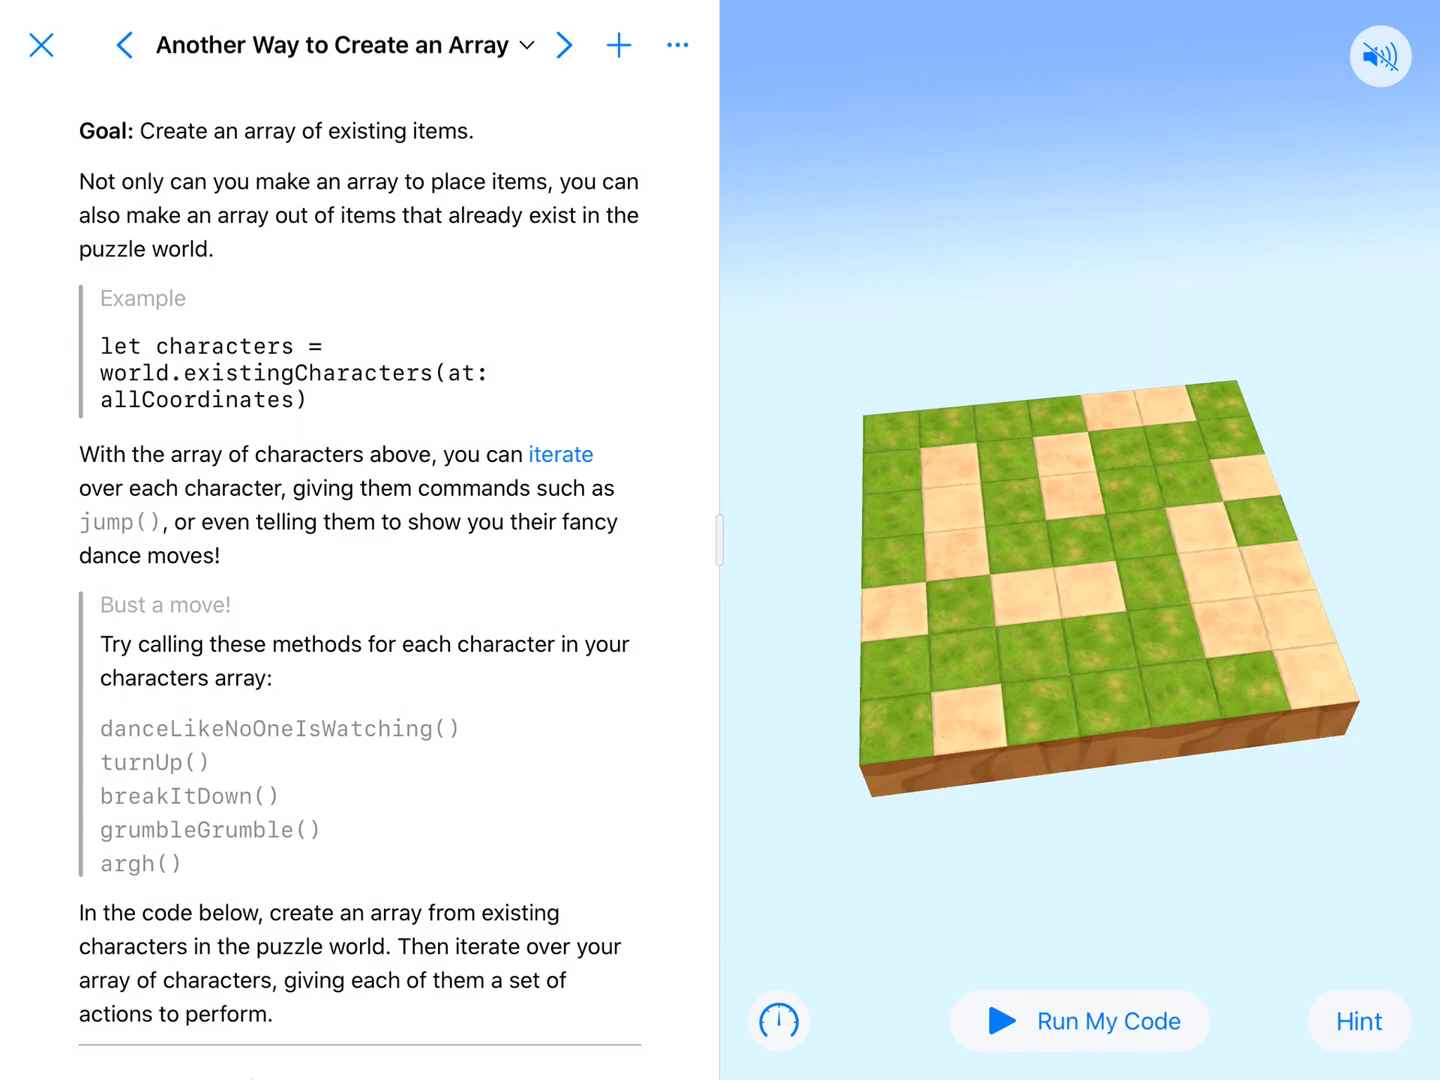 Another Way to Create an Array
Goal: Create an array of existing items.
Not only can you make an array to place items, you can
also make an array out of items that already exist in the
puzzle world.
Example
let characters =
world.existingCharacters(at:
allCoordinates)
With the array of characters above, you can iterate
over each character, giving them commands such as
jump(), or even telling them to show you their fancy
dance moves!
Bust a move!
Try calling these methods for each character in your
characters array:
danceLikeNoOneIsWatching()
turnUp()
breakItDown()
grumbleGrumble()
argh()
In the code below, create an array from existing
characters in the puzzle world. Then iterate over your
array of characters, giving each of them a set of
actions to perform.
Run My Code
Hint